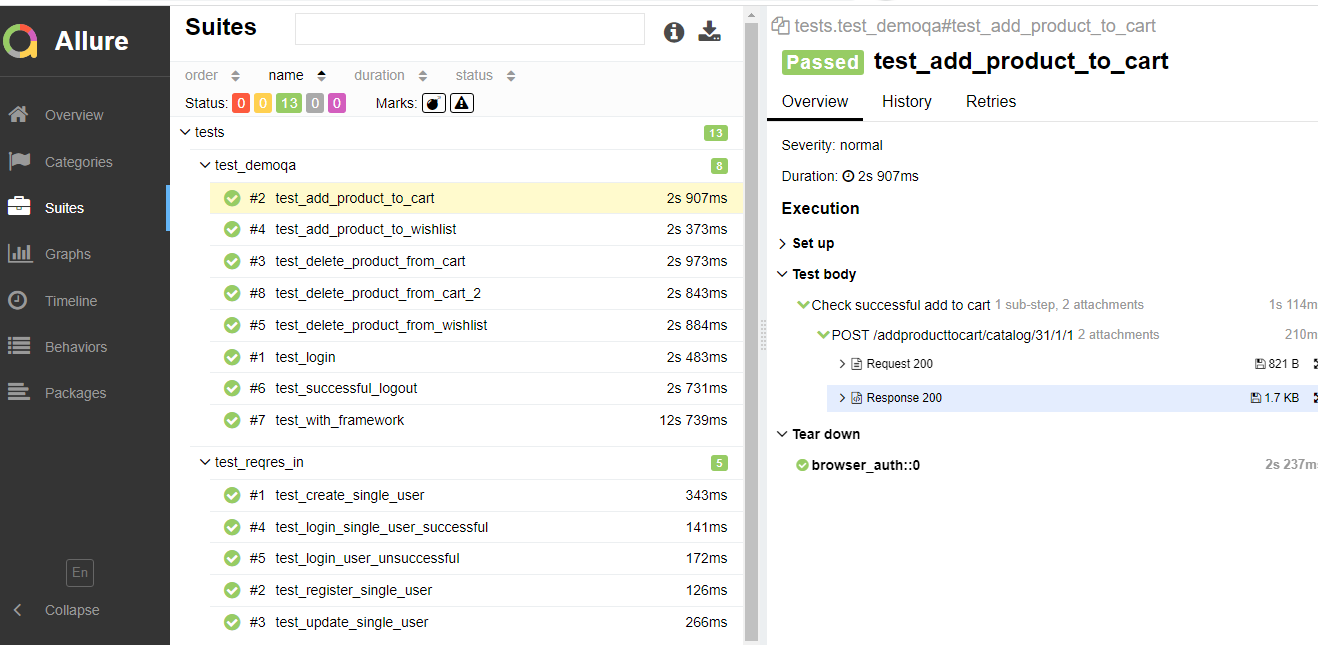 Allure
Overview
Categories
Suites
Graphs
Timeline
Behaviors
Packages
En
Collapse
Suites
order name duration status
Status: 0 0 13 0 0 Marks:
tests 13
test_demoqa 8
#2 test_add_product_to_cart 2s 907ms
#4 test_add_product_to_wishlist 2s 373ms
#3 test_delete_product_from_cart 2s 973ms
#8 test_delete_product_from_cart_2 2s 843ms
#5 test_delete_product_from_wishlist 2s 884ms
#1 test_login 2s 483ms
#6 test_successful_logout 2s 731ms
#7 test_with_framework 12s 739ms
test_reqres_in 5
#1 test_create_single_user 343ms
#4 test_login_single_user_successful 141ms
#5 test_login_user_unsuccessful 172ms
#2 test_register_single_user 126ms
#3 test_update_single_user 266ms
tests.test_demoqa#test_add_product_to_cart
Passed test_add_product_to_cart
Overview History Retries
Severity: normal
Duration: 2s 907ms
Execution
Set up
Test body
Check successful add to cart 1 sub-step, 2 attachments 1s 114m
POST /addproducttocart/catalog/31/1/1 2 attachments 210m
Request 200 821 B
Response 200 1.7 KB
Tear down
browser_auth::0 2s 237ms